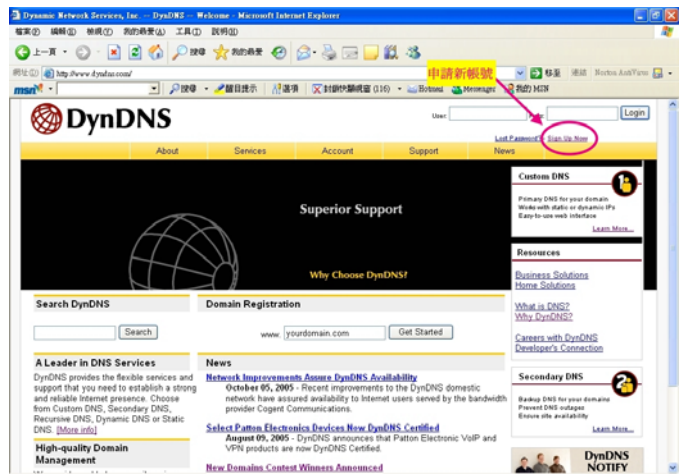 Dynamic Network Services, Inc. -- DynDNS -- Welcome - Microsoft Internet Explorer
檔案(F) 編輯(E) 檢視(V) 我的最愛(A) 工具(T) 說明(H)
上一頁 搜尋 我的最愛
網址(D) http://www.dyndns.com/ 移至 連結 Norton AntiVirus
msn 搜尋 醒目提示 選項 封鎖快顯視窗 (116) Hotmail Messenger 我的 MSN
申請新帳號
DynDNS
User: Login
Lost Password? Sign Up Now
About Services Account Support News
Superior Support
Why Choose DynDNS?
Custom DNS
Primary DNS for your domain
Works with static or dynamic IPs
Easy-to-use web interface
Learn More...
Resources
Business Solutions
Home Solutions
What is DNS?
Why DynDNS?
Careers with DynDNS
Developer's Connection
Search DynDNS
Search
Domain Registration
www. yourdomain.com Get Started
A Leader in DNS Services
DynDNS provides the flexible services and
support that you need to establish a strong
and reliable Internet presence. Choose
from Custom DNS, Secondary DNS,
Recursive DNS, Dynamic DNS or Static
DNS. [More info]
High-quality Domain
Management
News
Network Improvements Assure DynDNS Availability
October 05, 2005 - Recent improvements to the DynDNS domestic
network have assured availability to Internet users served by the bandwidth
provider Cogent Communications.
Select Patton Electronics Devices Now DynDNS Certified
August 09, 2005 - DynDNS announces that Patton Electronic VoIP and
VPN products are now DynDNS Certified.
New Domains Contest Winners Announced
Secondary DNS
Backup DNS for your domains
Prevent DNS outages
Ensure site availability
Learn More...
DynDNS
NOTIFY